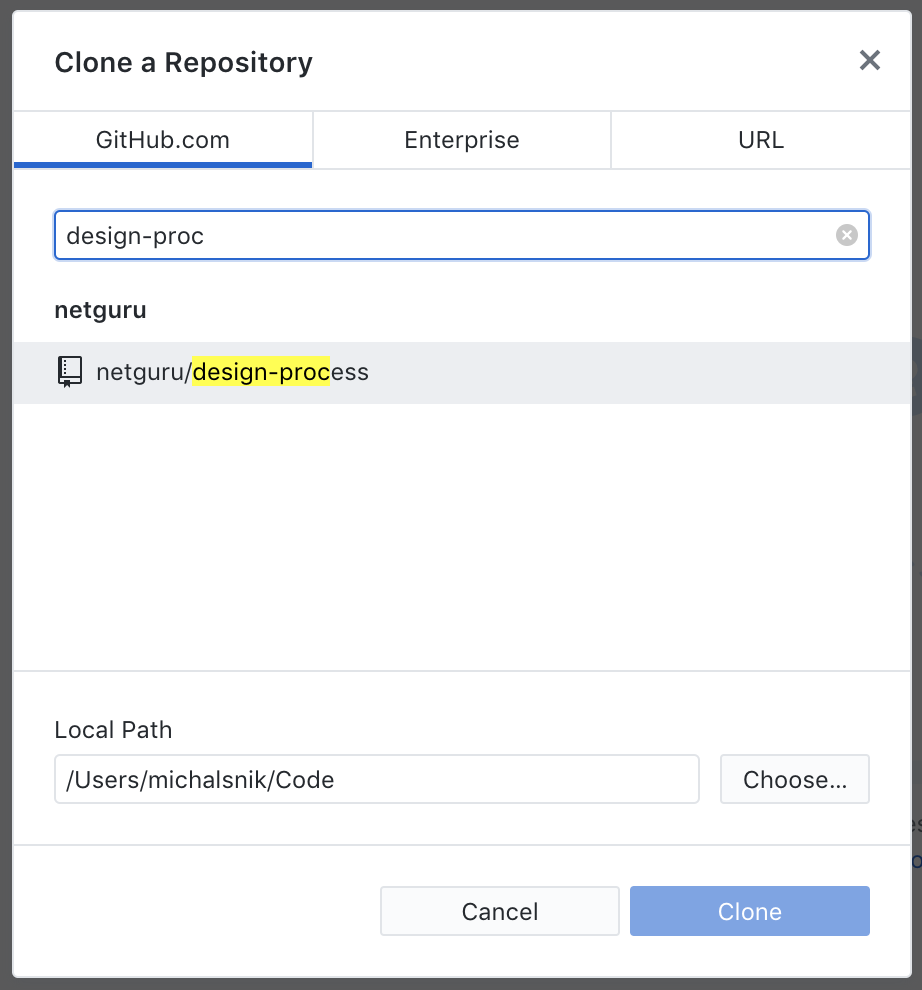 Clone a Repository
GitHub.com
Enterprise
URL
design-proc
netguru
netguru/design-process
Local Path
/Users/michalsnik/Code
Choose...
Cancel
Clone